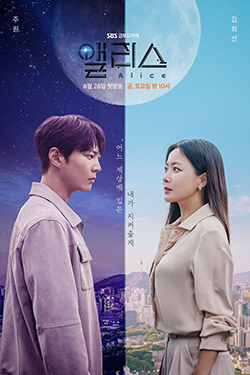 주원
김희선
SBS 금토드라마
앨리스
Alice
8월 28일 첫방송 금, 토요일 밤 10시
어느 세상에 있든
내가 지켜줄게